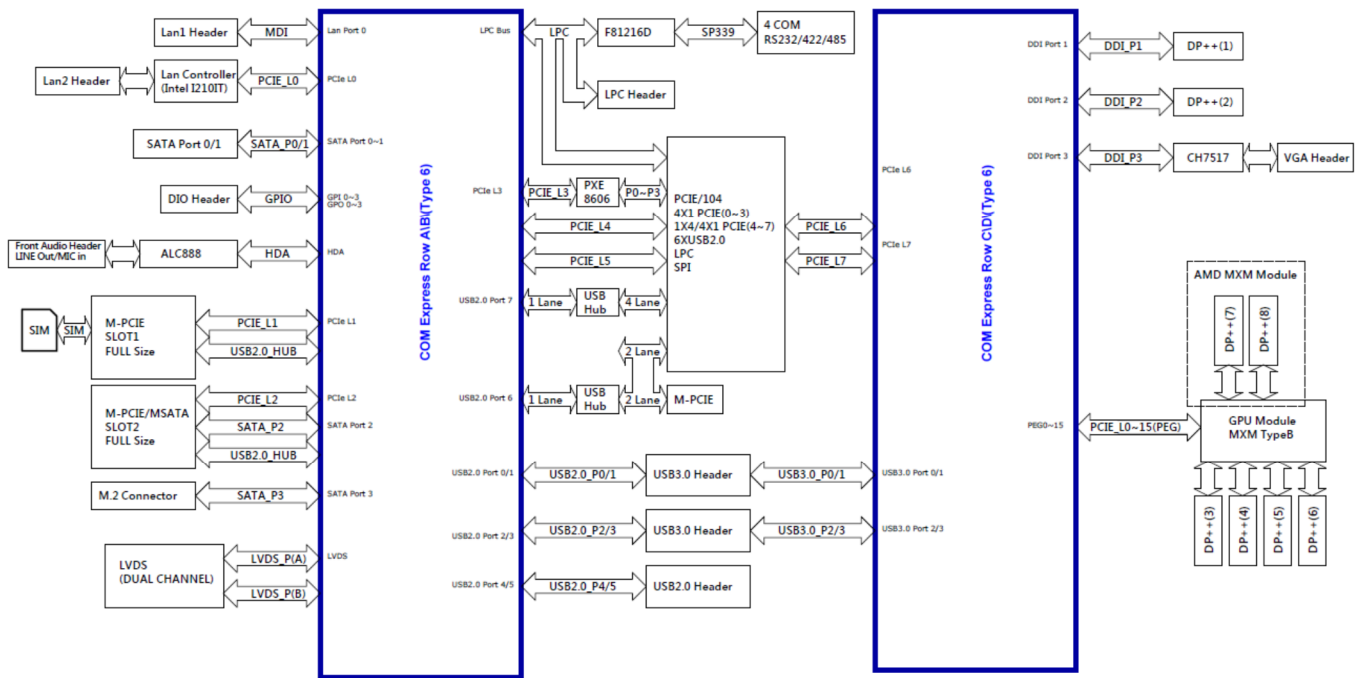 Lan1 Header
MDI
Lan Port 0
Lan2 Header
Lan Controller
(Intel I210IT)
PCIE_L0
PCIe L0
SATA Port 0/1
SATA_P0/1
SATA Port 0~1
DIO Header
GPIO
GPI 0~3
GPO 0~3
Front Audio Header
LINE Out/MIC in
ALC888
HDA
HDA
SIM
SIM
M-PCIE
SLOT1
FULL Size
PCIE_L1
USB2.0_HUB
PCIe L1
M-PCIE/MSATA
SLOT2
FULL Size
PCIE_L2
SATA_P2
USB2.0_HUB
PCIe L2
SATA Port 2
M.2 Connector
SATA_P3
SATA Port 3
LVDS
(DUAL CHANNEL)
LVDS_P(A)
LVDS_P(B)
LVDS
COM Express Row A\B\(Type 6)
LPC Bus
LPC
F81216D
SP339
4 COM
RS232/422/485
LPC Header
PCIe L3
PCIE_L3
PXE
8606
P0~P3
PCIE_L4
PCIE_L5
PCIE/104
4X1 PCIE(0~3)
1X4/4X1 PCIE(4~7)
6XUSB2.0
LPC
SPI
USB2.0 Port 7
1 Lane
USB
Hub
4 Lane
2 Lane
USB2.0 Port 6
1 Lane
USB
Hub
2 Lane
M-PCIE
USB2.0 Port 0/1
USB2.0_P0/1
USB3.0 Header
USB3.0_P0/1
USB3.0 Port 0/1
USB2.0 Port 2/3
USB2.0_P2/3
USB3.0 Header
USB3.0_P2/3
USB3.0 Port 2/3
USB2.0 Port 4/5
USB2.0_P4/5
USB2.0 Header
PCIE_L6
PCIe L6
PCIE_L7
PCIe L7
COM Express Row C\D(Type 6)
DDI Port 1
DDI_P1
DP++(1)
DDI Port 2
DDI_P2
DP++(2)
DDI Port 3
DDI_P3
CH7517
VGA Header
AMD MXM Module
DP++(7)
DP++(8)
PEG0~15
PCIE_L0~15(PEG)
GPU Module
MXM TypeB
DP++(3)
DP++(4)
DP++(5)
DP++(6)